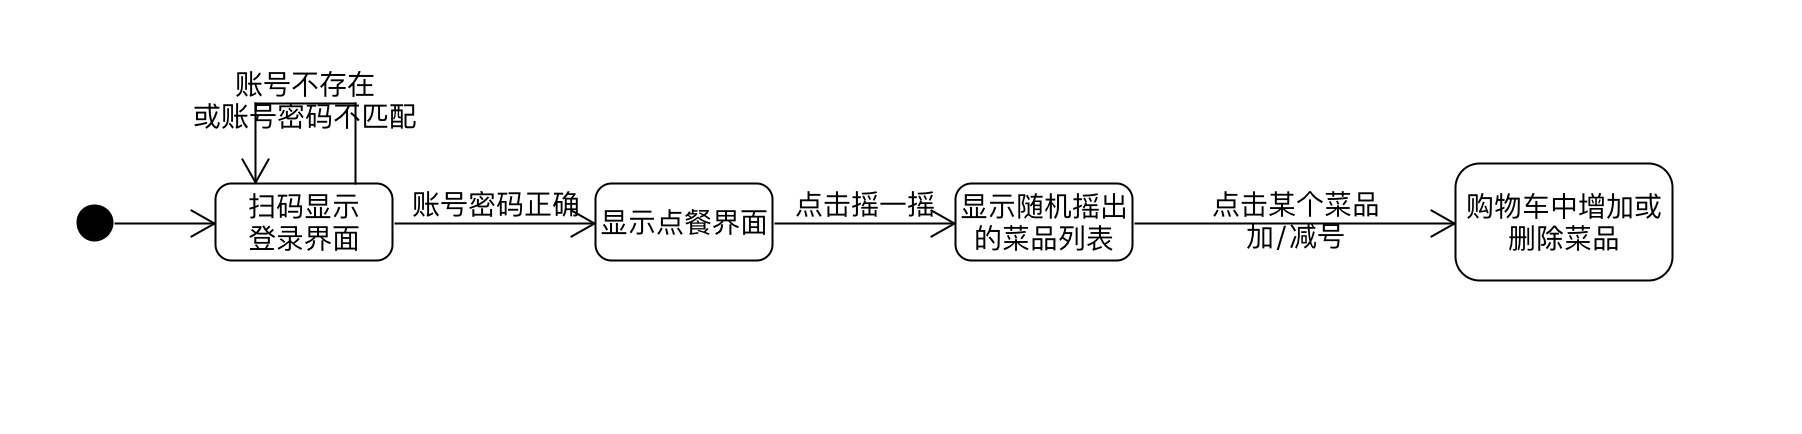 账号不存在
或账号密码不匹配
扫码显示
登录界面
账号密码正确
显示点餐界面
点击摇一摇
显示随机摇出
的菜品列表
点击某个菜品
加/减号
购物车中增加或
删除菜品